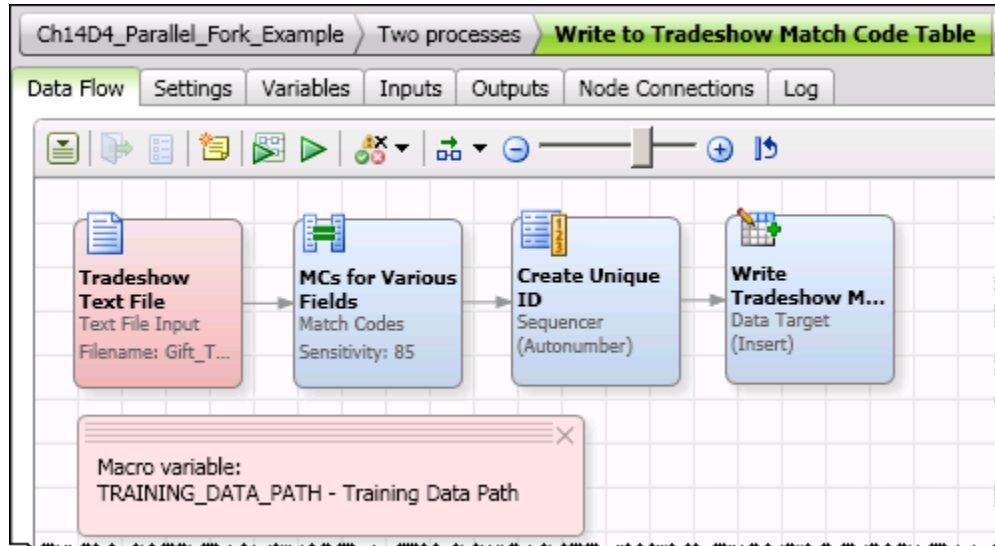 Ch14D4_Parallel_Fork_Example Two processes Write to Tradeshow Match Code Table
Data Flow Settings Variables Inputs Outputs Node Connections Log
Tradeshow
Text File
Text File Input
Filename: Gift_T...
MCs for Various
Fields
Match Codes
Sensitivity: 85
123
Create Unique
ID
Sequencer
(Autonumber)
Write
Tradeshow M...
Data Target
(Insert)
Macro variable:
TRAINING_DATA_PATH - Training Data Path